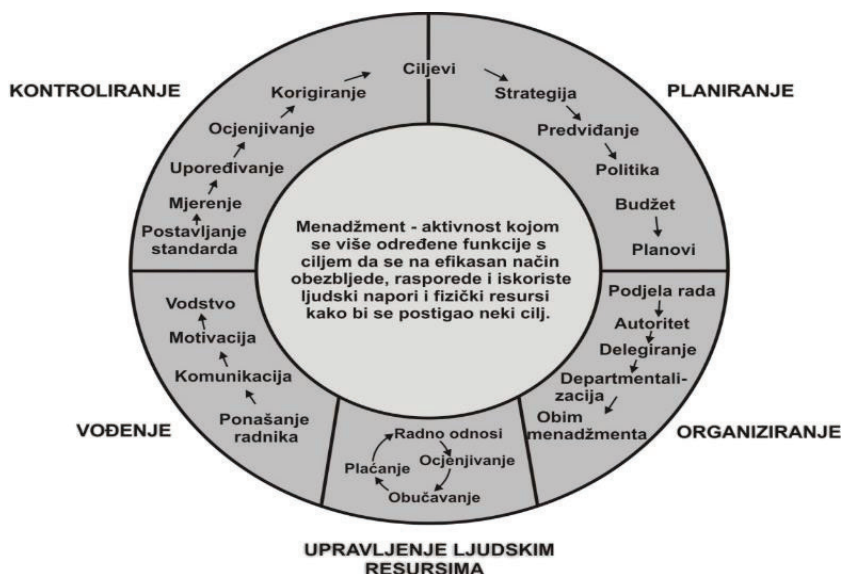 KONTROLIRANJE
Ciljevi
Korigiranje
Ocjenjivanje
Upoređivanje
Mjerenje
Postavljanje
standarda
PLANIRANJE
Strategija
Predviđanje
Politika
Budžet
Planovi
Menadžment - aktivnost kojom
se više određene funkcije s
ciljem da se na efikasan način
obezbljede, rasporede i iskoriste
ljudski napori i fizički resursi
kako bi se postigao neki cilj.
Podjela rada
Autoritet
Delegiranje
Departmentali-
zacija
Obim
menadžmenta
ORGANIZIRANJE
Vodstvo
Motivacija
Komunikacija
Ponašanje
radnika
VOĐENJE
Radno odnosi
Ocjenjivanje
Plaćanje
Obučavanje
UPRAVLJENJE LJUDSKIM
RESURSIMA